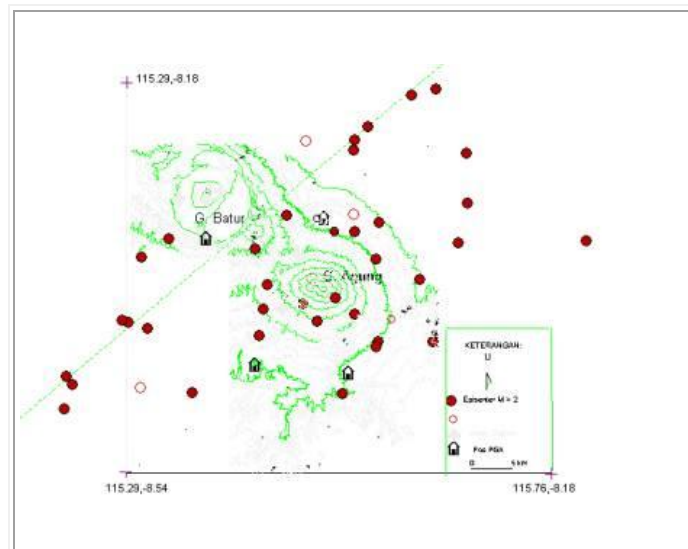 115.29,-8.18
G. Batur
G. Agung
KETERANGAN:
U
Episenter M > 2
Pos PGA
0 5 km
115.29,-8.54
115.76,-8.18